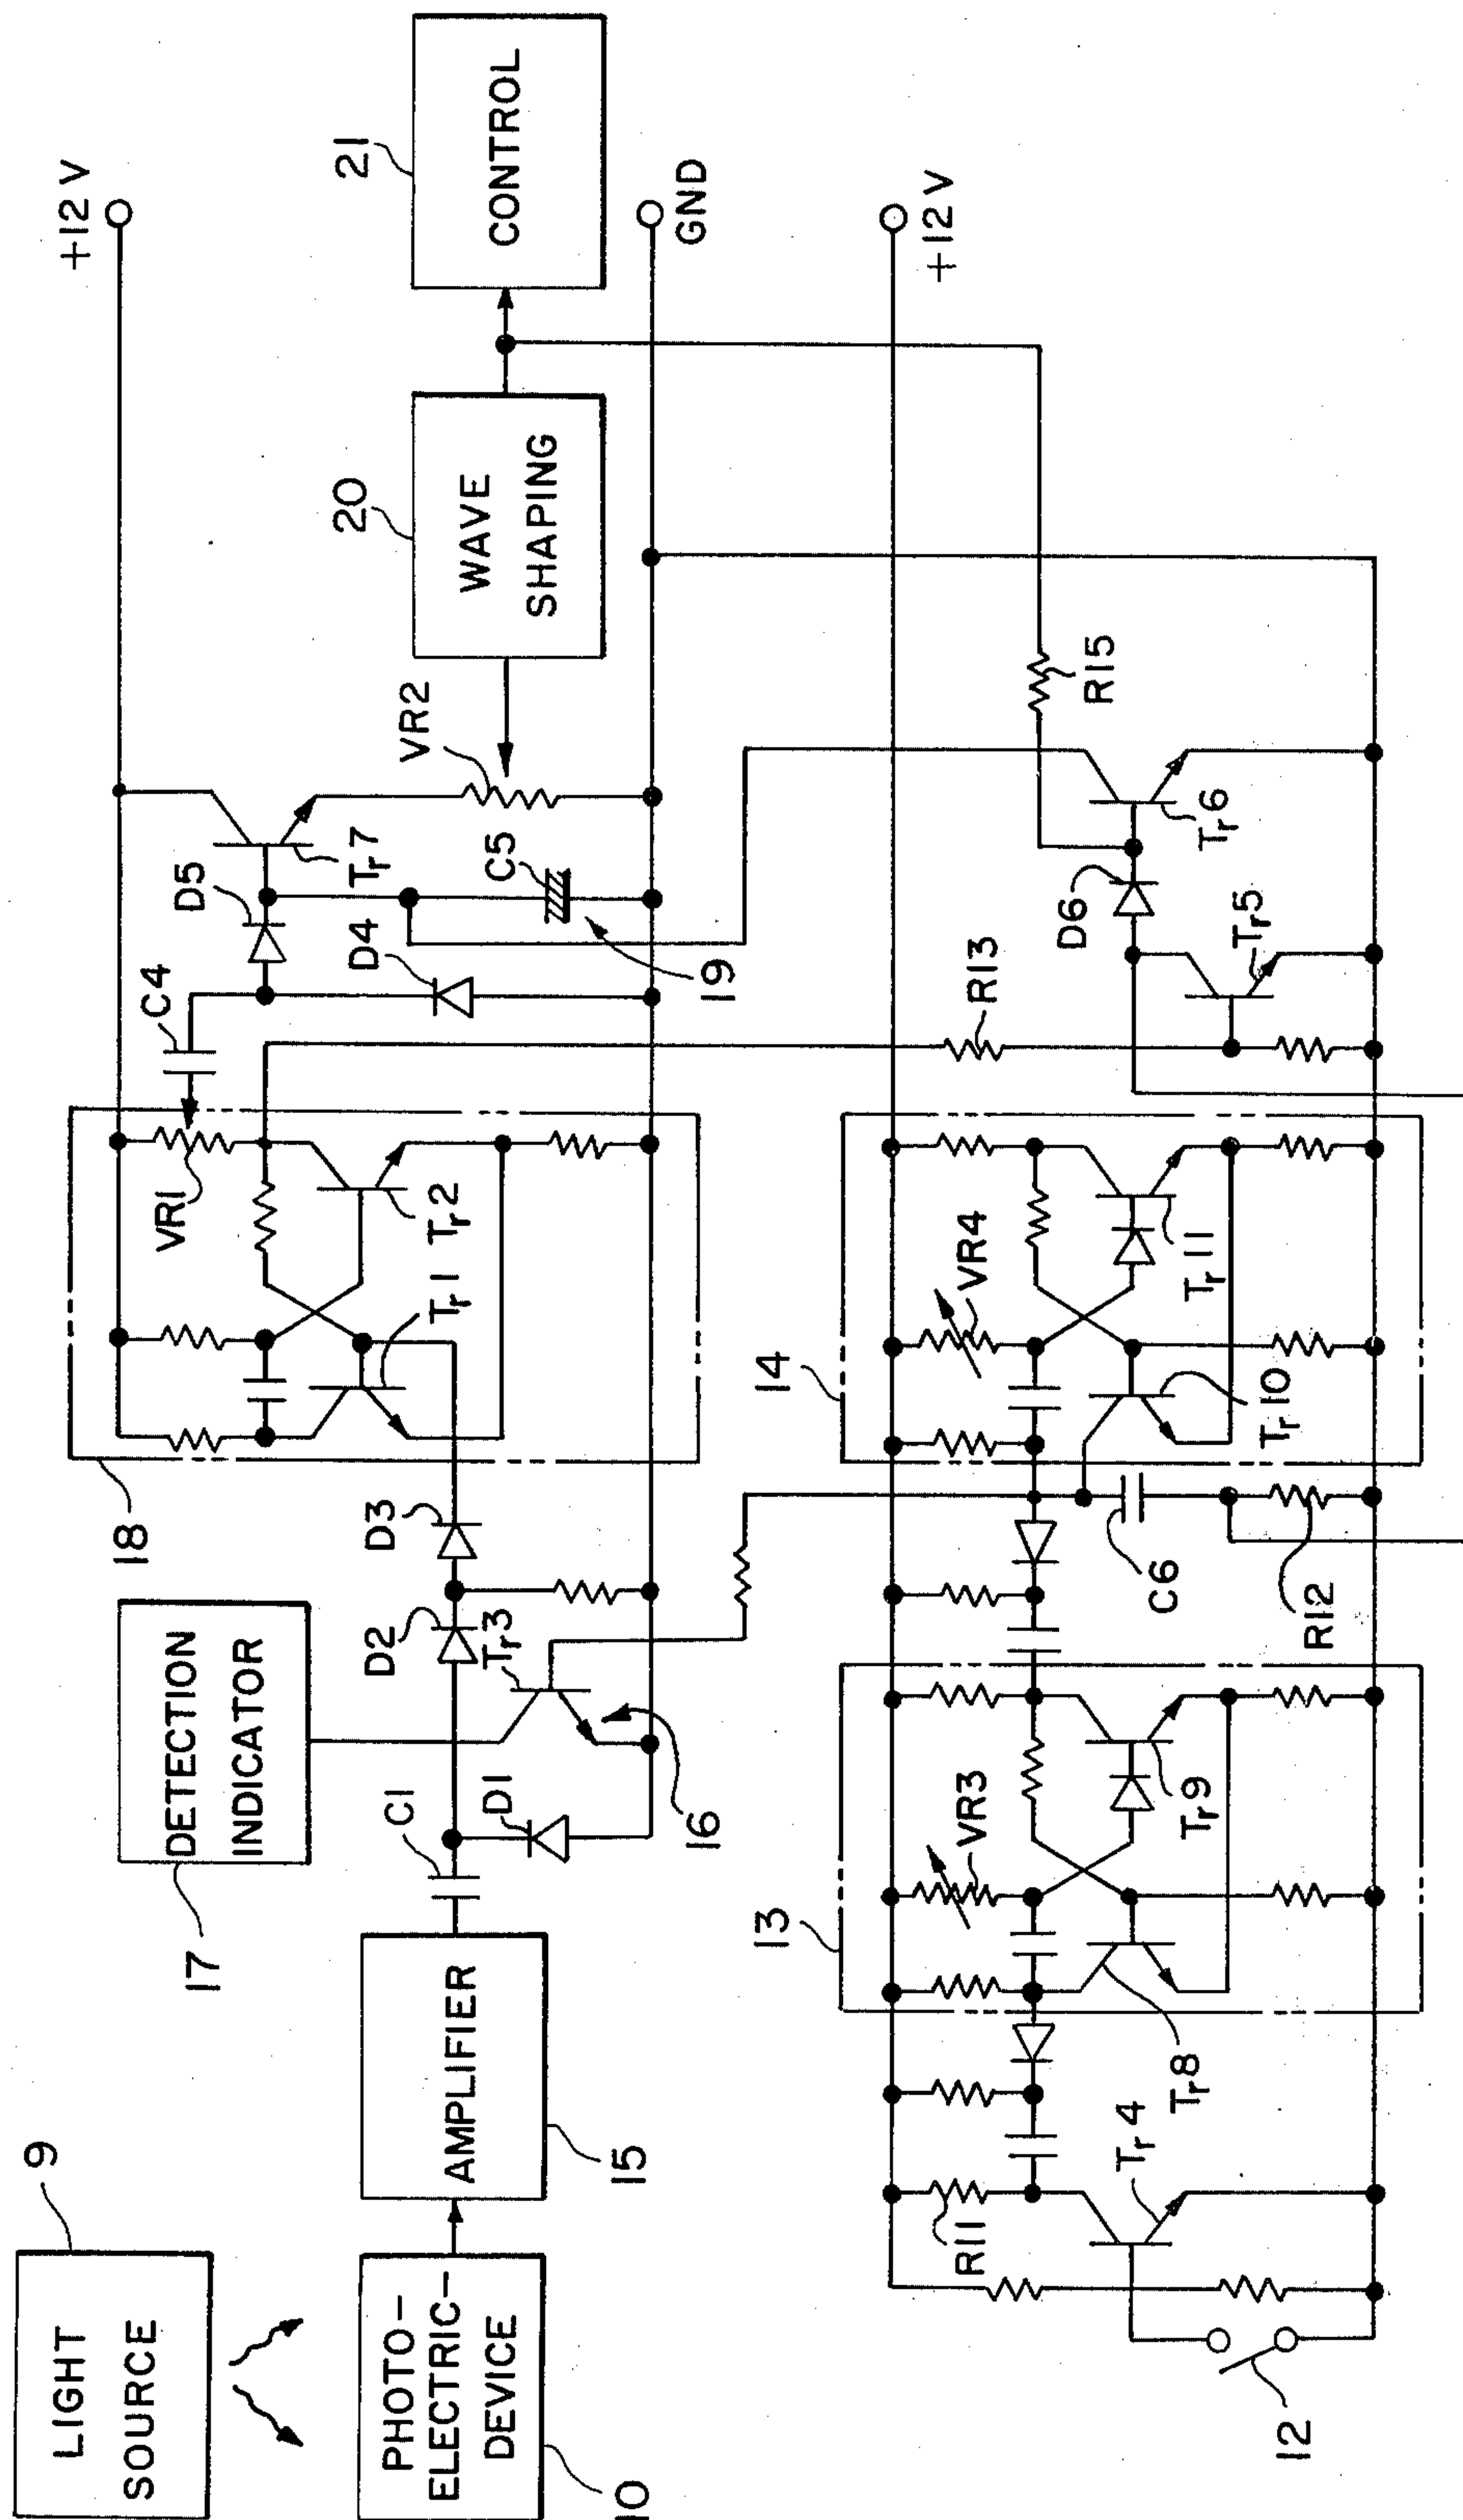 LIGHT
SOURCE
9
PHOTO-
ELECTRIC-
DEVICE
10
AMPLIFIER
15
DETECTION
INDICATOR
17
C1
D1
D2
D3
Tr3
16
18
VR1
Tr1
Tr2
C4
D4
D5
Tr7
C5
19
VR2
WAVE
SHAPING
20
CONTROL
21
+12V
GND
+12V
12
R11
Tr4
Tr8
13
VR3
Tr9
C6
R12
14
VR4
Tr10
Tr11
R13
D6
Tr5
Tr6
R15